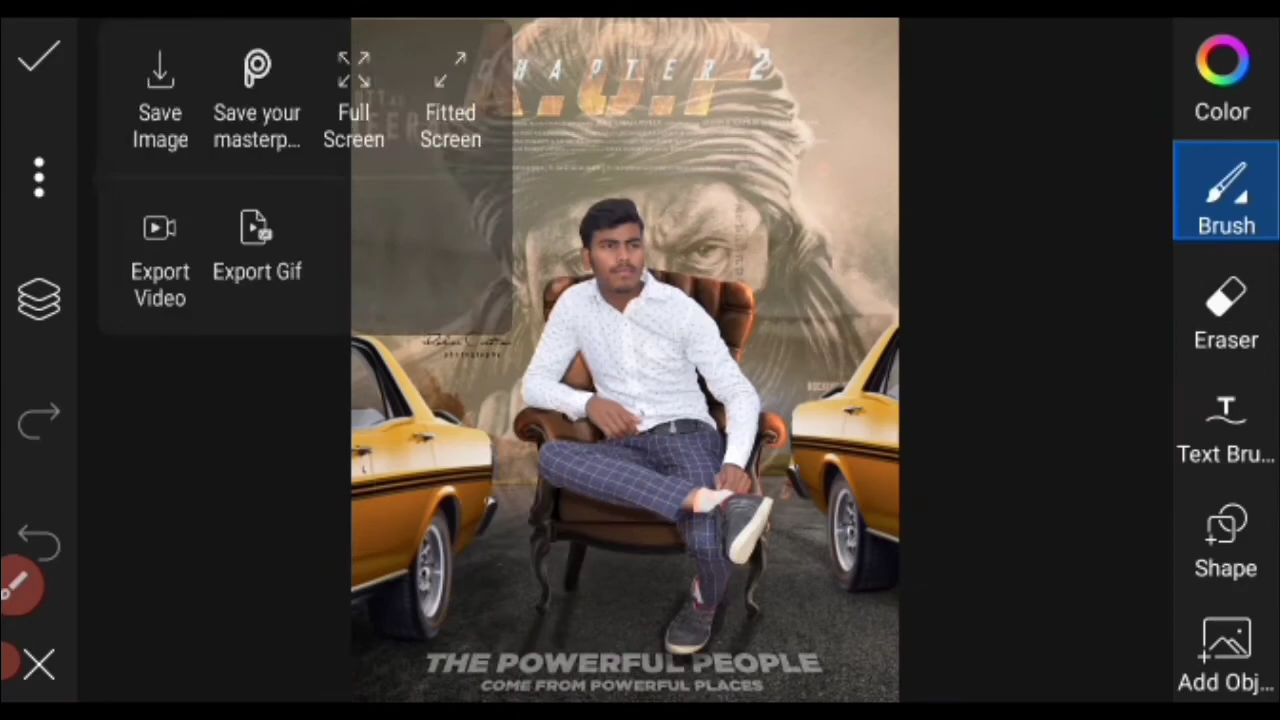 Save
Image
Save your
masterp...
Full
Screen
Fitted
Screen
Export
Video
Export Gif
CHAPTER 2
K.G.F
photography
THE POWERFUL PEOPLE
COME FROM POWERFUL PLACES
Color
Brush
Eraser
Text Bru...
Shape
Add Obj...